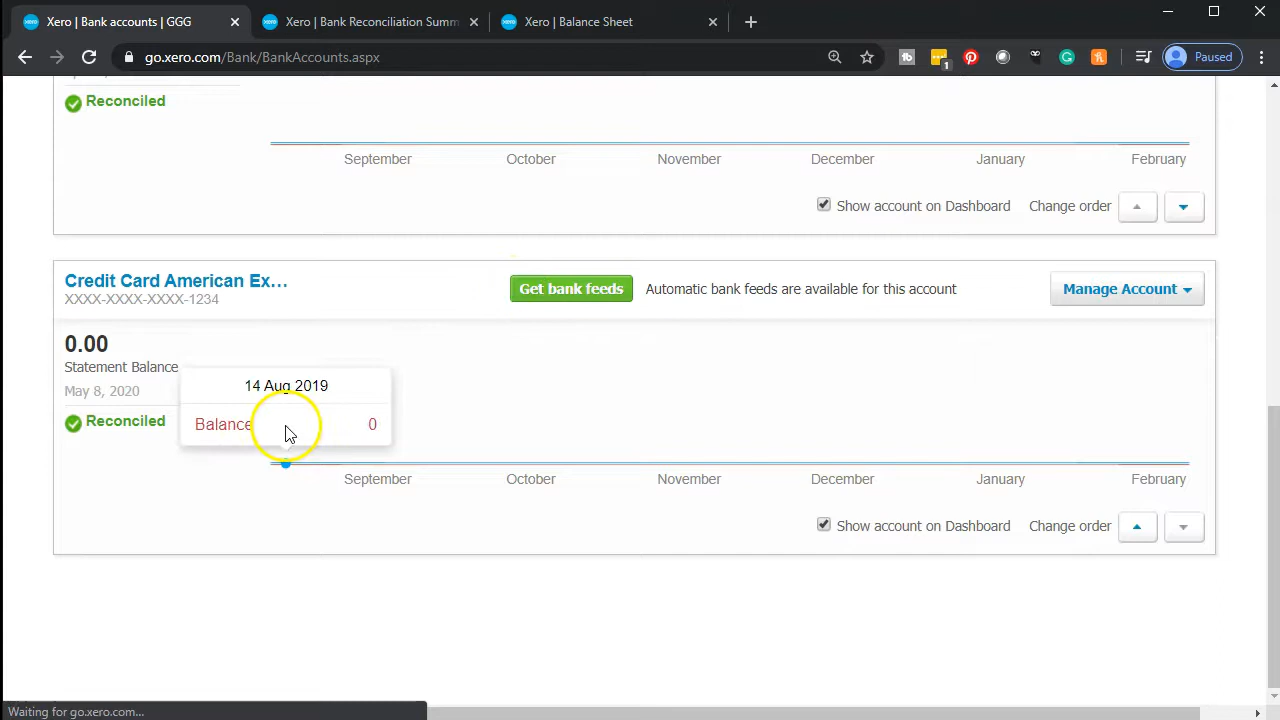 Xero | Bank accounts | GGG
Xero | Bank Reconciliation Summ
Xero | Balance Sheet
go.xero.com/Bank/BankAccounts.aspx
1
Paused
Reconciled
September October November December January February
Show account on Dashboard Change order
Credit Card American Ex...
XXXX-XXXX-XXXX-1234
Get bank feeds Automatic bank feeds are available for this account
Manage Account
0.00
Statement Balance
May 8, 2020
Reconciled
14 Aug 2019
Balance 0
September October November December January February
Show account on Dashboard Change order
Waiting for go.xero.com...